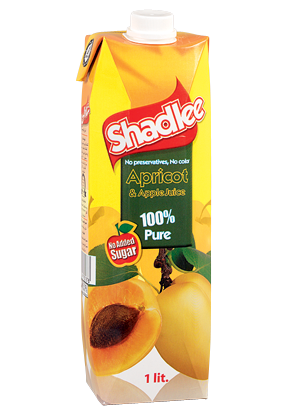 Shadlee
No preservatives, No color
Apricot
& Apple Juice
100%
Pure
No Added
Sugar
1 lit.